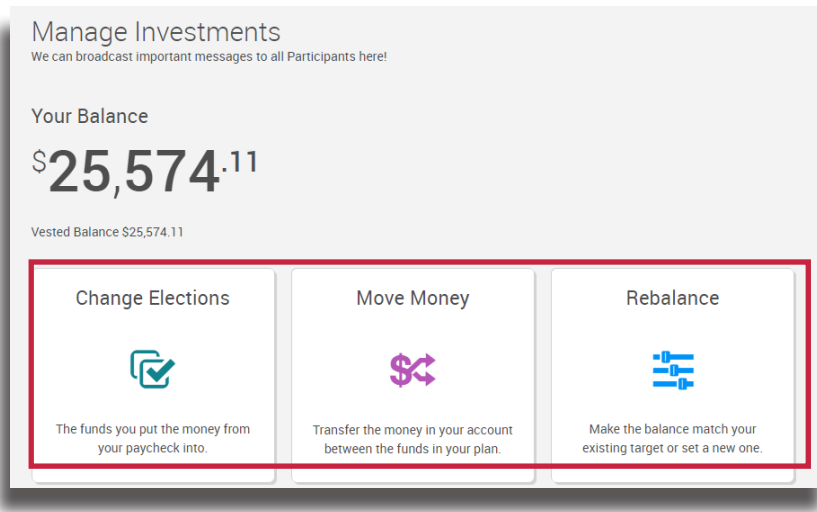 Manage Investments
We can broadcast important messages to all Participants here!
Your Balance
$25,574.11
Vested Balance $25,574.11
Change Elections
The funds you put the money from
your paycheck into.
Move Money
Transfer the money in your account
between the funds in your plan.
Rebalance
Make the balance match your
existing target or set a new one.